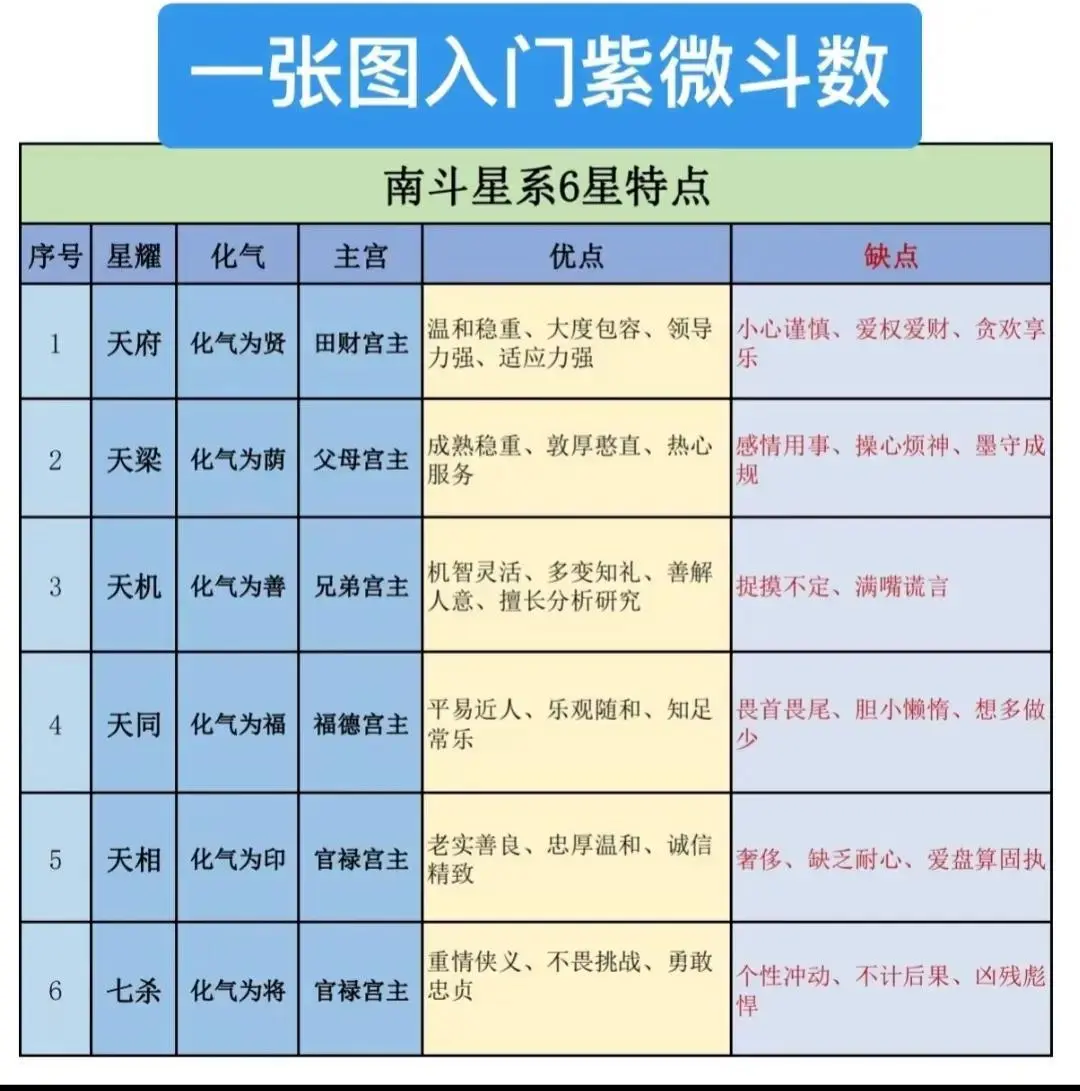 一张图入门紫微斗数
南斗星系6星特点
序号 星耀 化气 主宫 优点 缺点
1 天府 化气为贤 田财宫主 温和稳重、大度包容、领导
力强、适应力强 小心谨慎、爱权爱财、贪欢享
乐
2 天梁 化气为荫 父母宫主 成熟稳重、敦厚憨直、热心
服务 感情用事、操心烦神、墨守成
规
3 天机 化气为善 兄弟宫主 机智灵活、多变知礼、善解
人意、擅长分析研究 捉摸不定、满嘴谎言
4 天同 化气为福 福德宫主 平易近人、乐观随和、知足
常乐 畏首畏尾、胆小懒惰、想多做
少
5 天相 化气为印 官禄宫主 老实善良、忠厚温和、诚信
精致 奢侈、缺乏耐心、爱盘算固执
6 七杀 化气为将 官禄宫主 重情侠义、不畏挑战、勇敢
忠贞 个性冲动、不计后果、凶残彪
悍